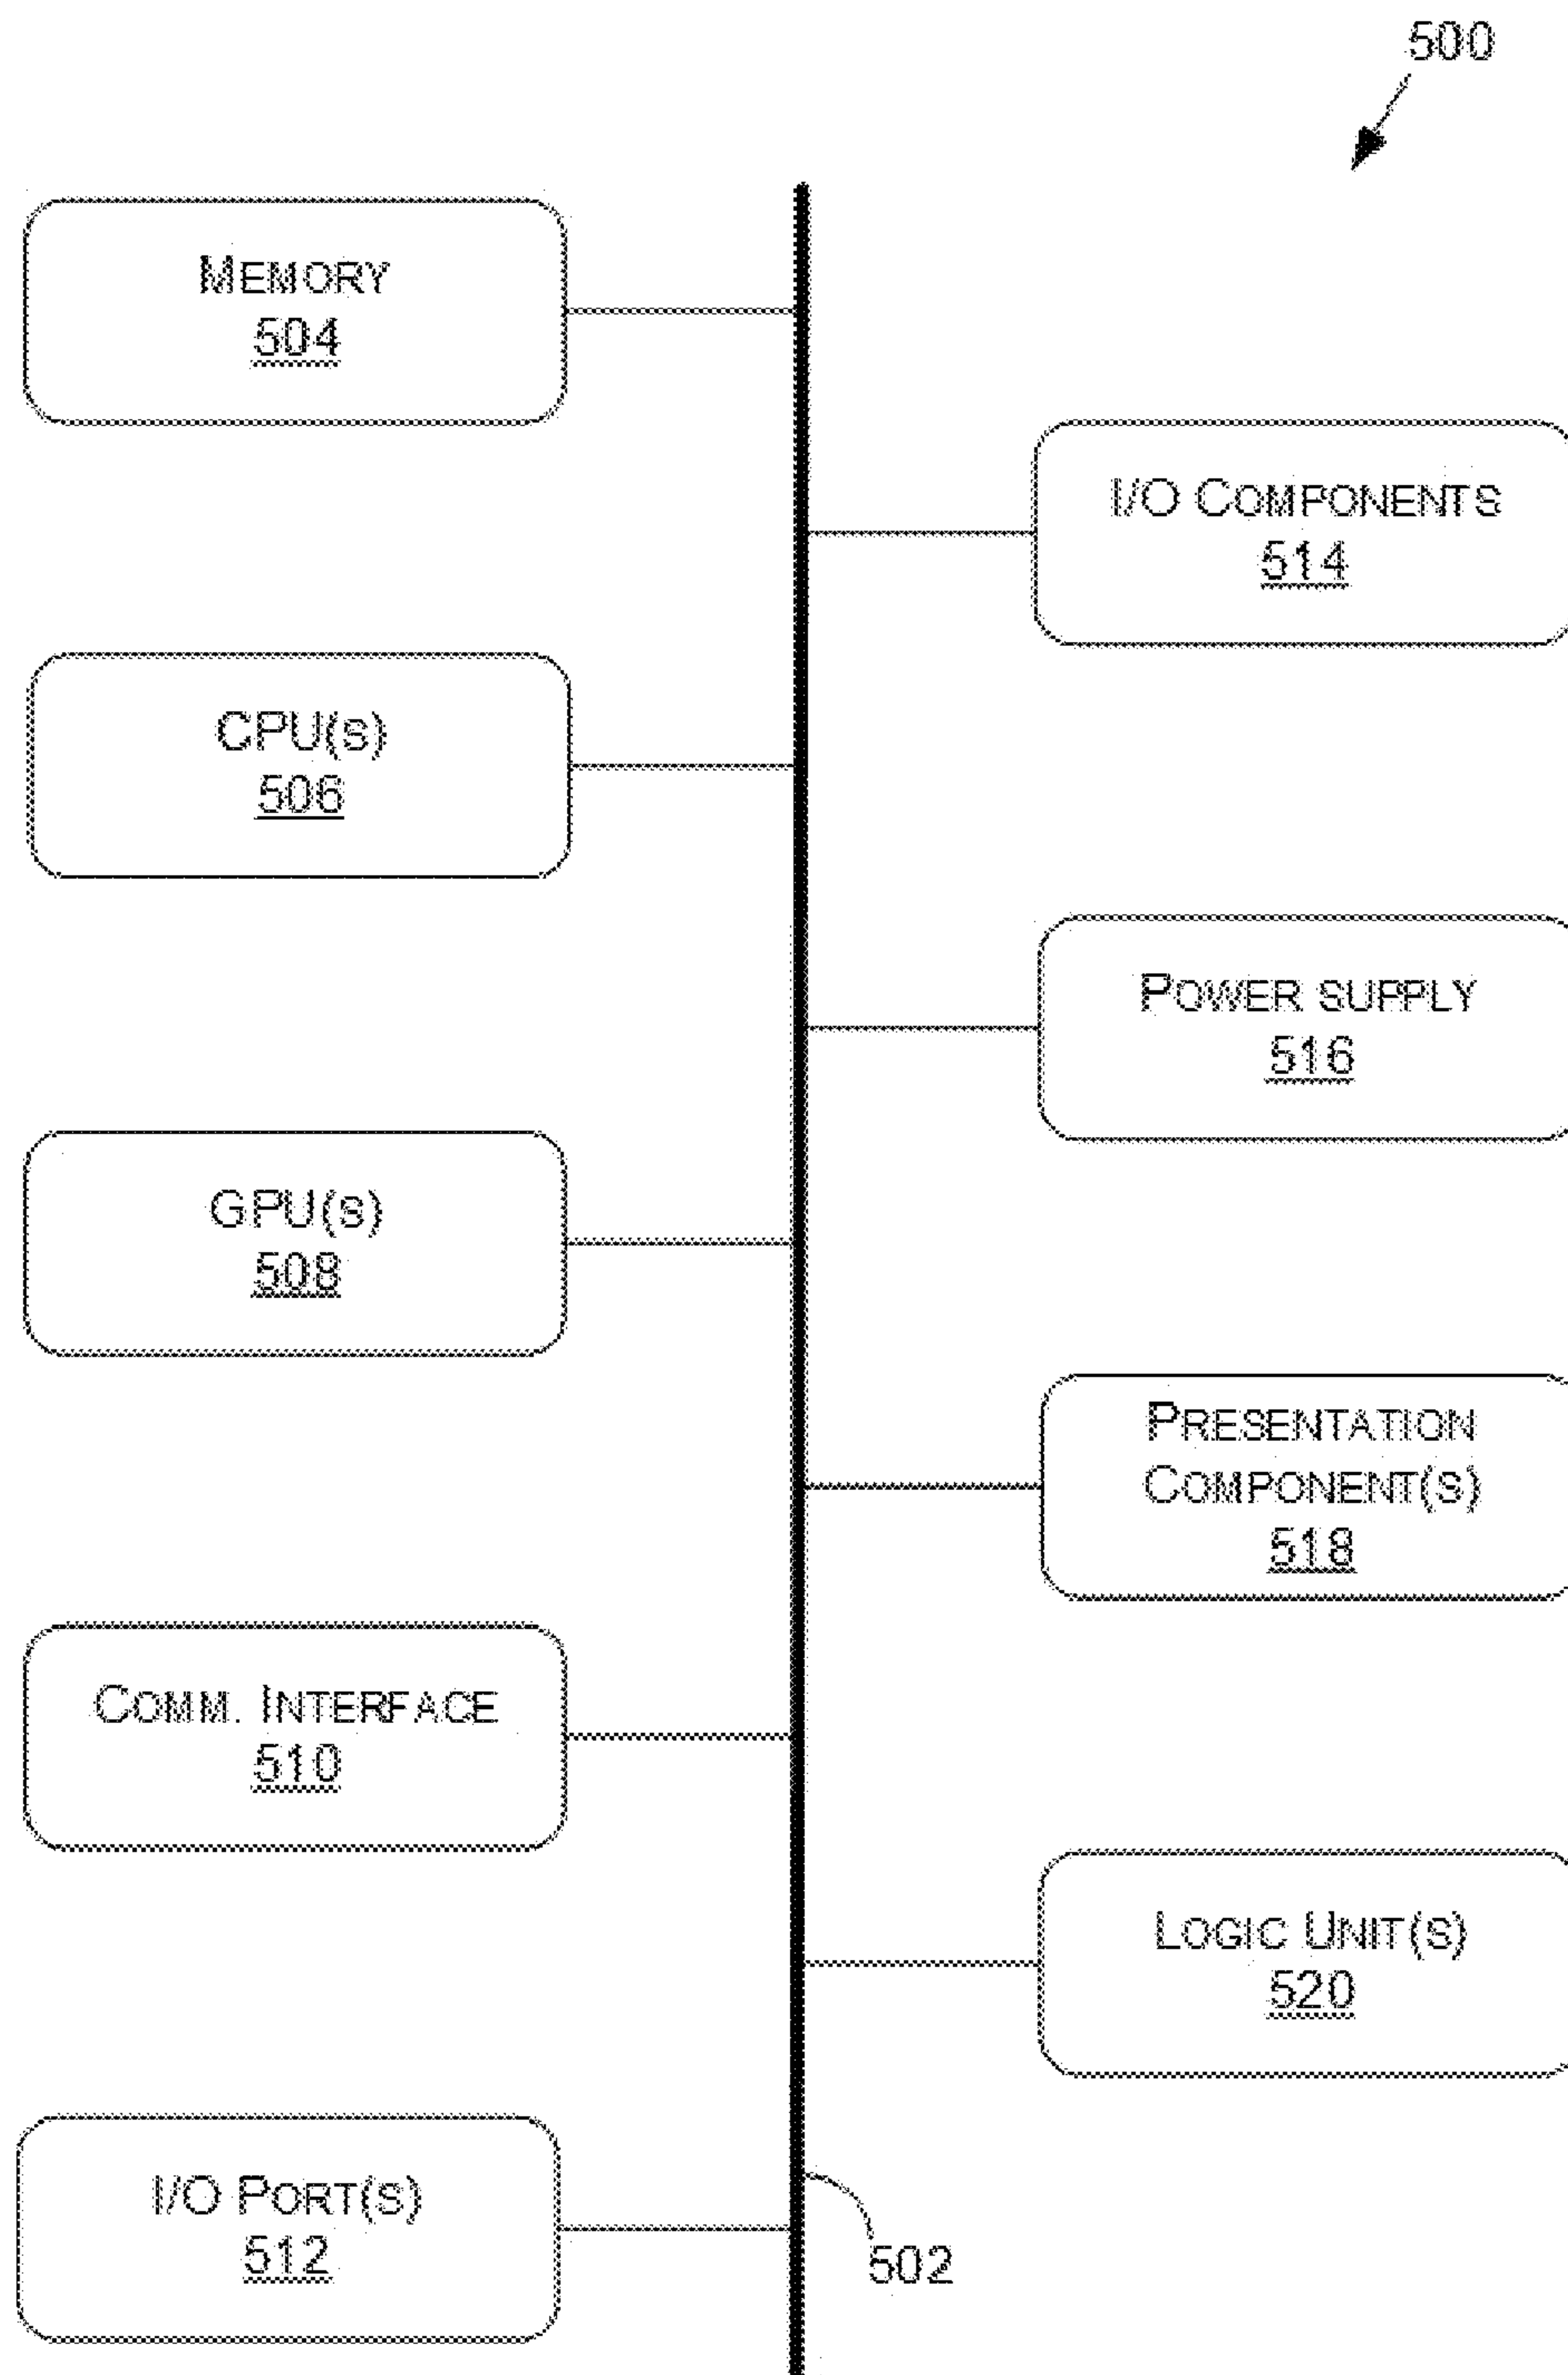 500
MEMORY
504
I/O COMPONENTS
514
CPU(S)
506
POWER SUPPLY
516
GPU(S)
508
PRESENTATION
COMPONENT(S)
518
COMM. INTERFACE
510
LOGIC UNIT(S)
520
I/O PORT(S)
512
502